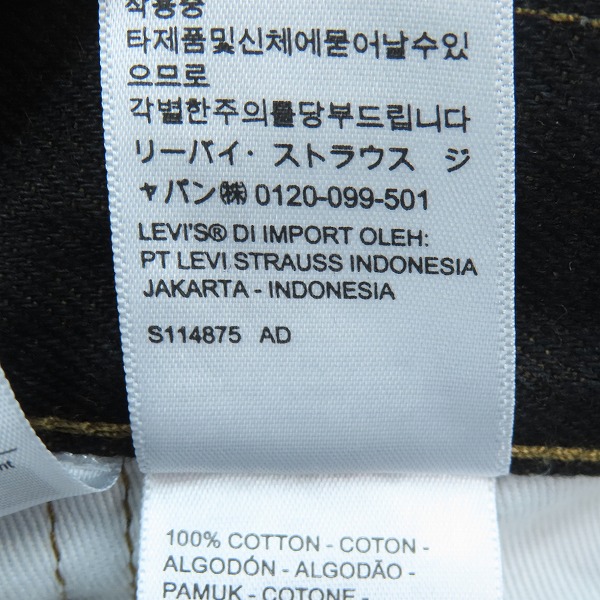 착용중
타제품및신체에묻어날수있
으므로
각별한주의를당부드립니다
リーバイ・ストラウス ジ
ャパン㈱ 0120-099-501
LEVI'S® DI IMPORT OLEH:
PT LEVI STRAUSS INDONESIA
JAKARTA - INDONESIA
S114875 AD
nt
100% COTTON - COTON -
ALGODÓN - ALGODÃO -
PAMUK - COTONE -